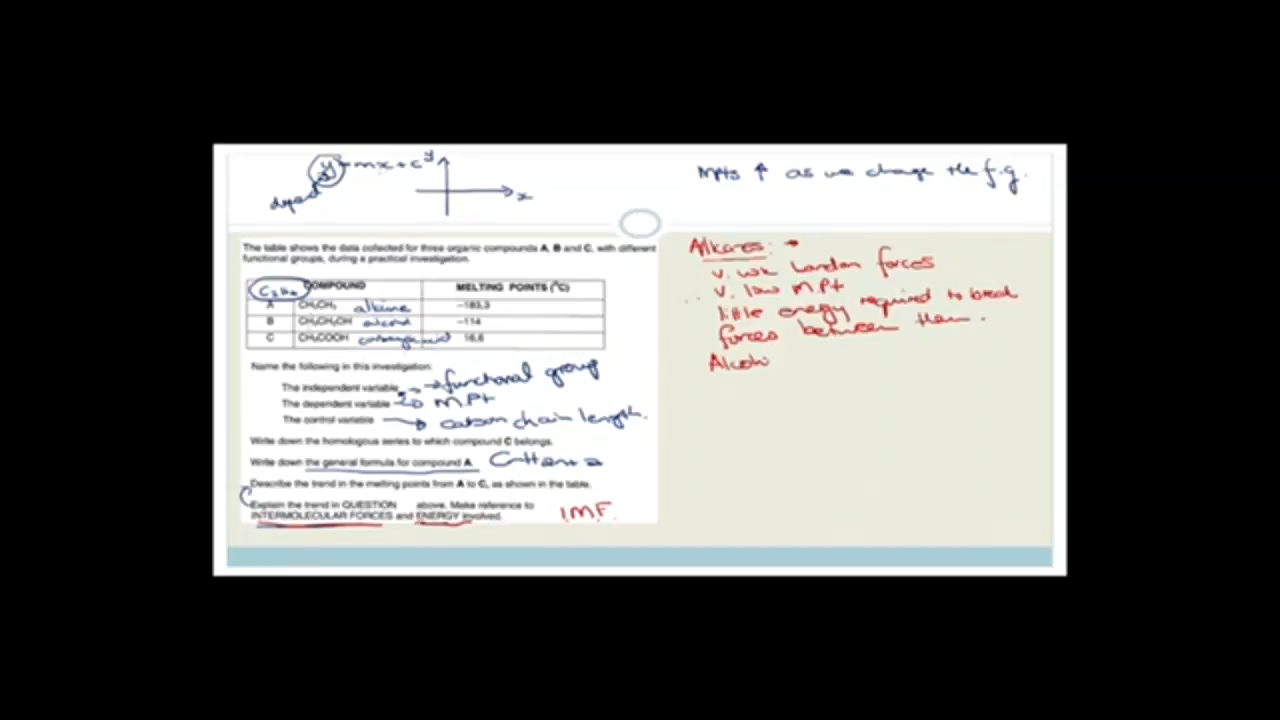 y = mx + c
y
x
depend
Mpts ↑ as we change the f.g.
The table shows the data collected for three organic compounds A, B and C, with different
functional groups, during a practical investigation.
C₂H₆
COMPOUND MELTING POINTS (°C)
A CH₃CH₃ alkane -183,3
B CH₃CH₂OH alcohol -114
C CH₃COOH acid 16,6
Name the following in this investigation:
The independent variable → functional group
The dependent variable → M.Pt
The control variable → carbon chain length.
Write down the homologous series to which compound C belongs.
Write down the general formula for compound A. CnH2n+2
Describe the trend in the melting points from A to C, as shown in the table.
Explain the trend in QUESTION above. Make reference to
INTERMOLECULAR FORCES and ENERGY involved.
I.M.F.
Alkanes: →
v. wk London forces
v. low M.Pt
little energy required to break
forces between them.
Alcoh